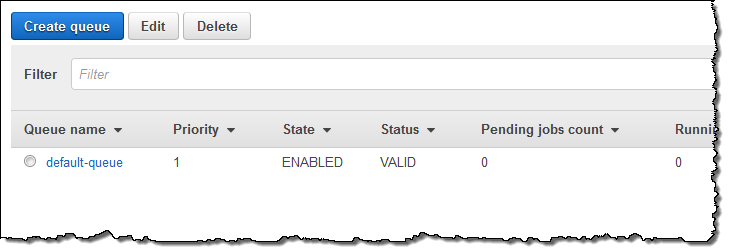 Create queue Edit Delete
Filter Filter
Queue name Priority State Status Pending jobs count
default-queue 1 ENABLED VALID 0 0